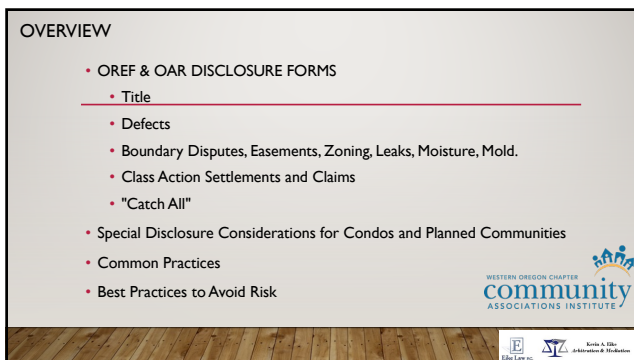 OVERVIEW
• OREF & OAR DISCLOSURE FORMS
• Title
• Defects
• Boundary Disputes, Easements, Zoning, Leaks, Moisture, Mold.
• Class Action Settlements and Claims
• "Catch All"
• Special Disclosure Considerations for Condos and Planned Communities
• Common Practices
• Best Practices to Avoid Risk
WESTERN OREGON CHAPTER
community
ASSOCIATIONS INSTITUTE
E
Eike Law P.C.
Kevin A. Eike
Arbitration & Mediation